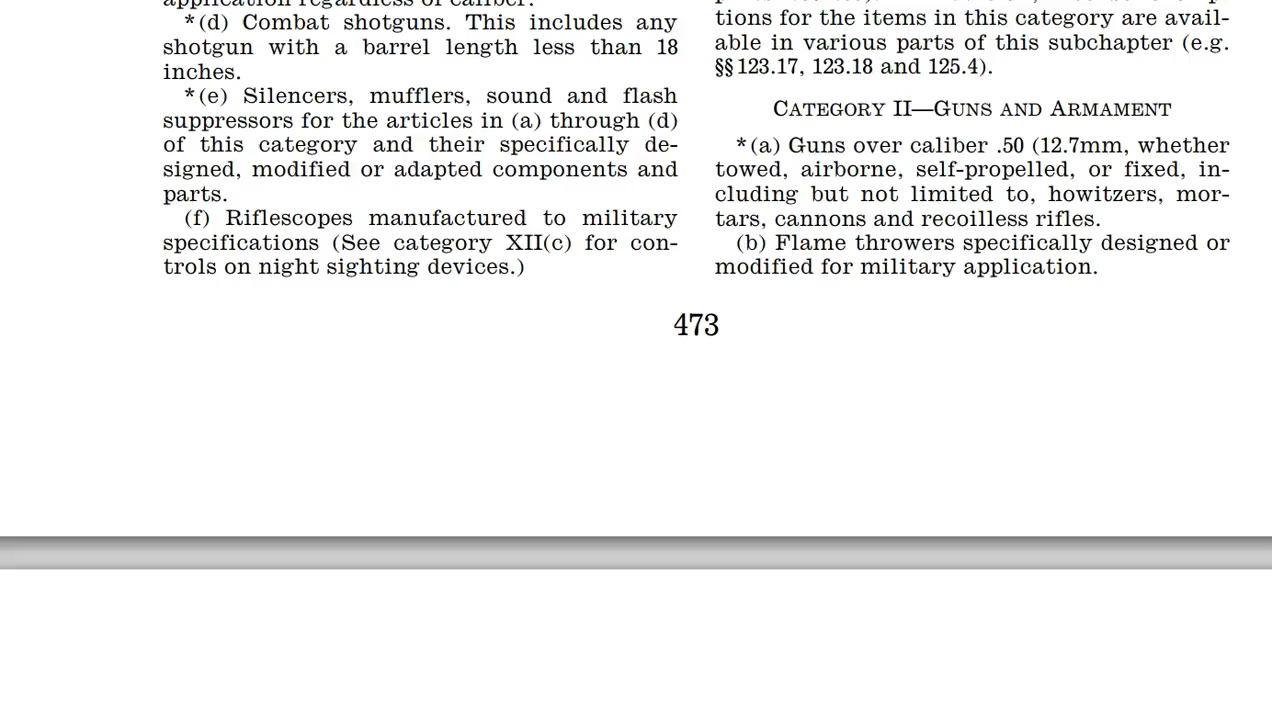 application regardless of caliber.
*(d) Combat shotguns. This includes any
shotgun with a barrel length less than 18
inches.
*(e) Silencers, mufflers, sound and flash
suppressors for the articles in (a) through (d)
of this category and their specifically de-
signed, modified or adapted components and
parts.
(f) Riflescopes manufactured to military
specifications (See category XII(c) for con-
trols on night sighting devices.)
tions for the items in this category are avail-
able in various parts of this subchapter (e.g.
§§ 123.17, 123.18 and 125.4).
CATEGORY II—GUNS AND ARMAMENT
*(a) Guns over caliber .50 (12.7mm, whether
towed, airborne, self-propelled, or fixed, in-
cluding but not limited to, howitzers, mor-
tars, cannons and recoilless rifles.
(b) Flame throwers specifically designed or
modified for military application.
473